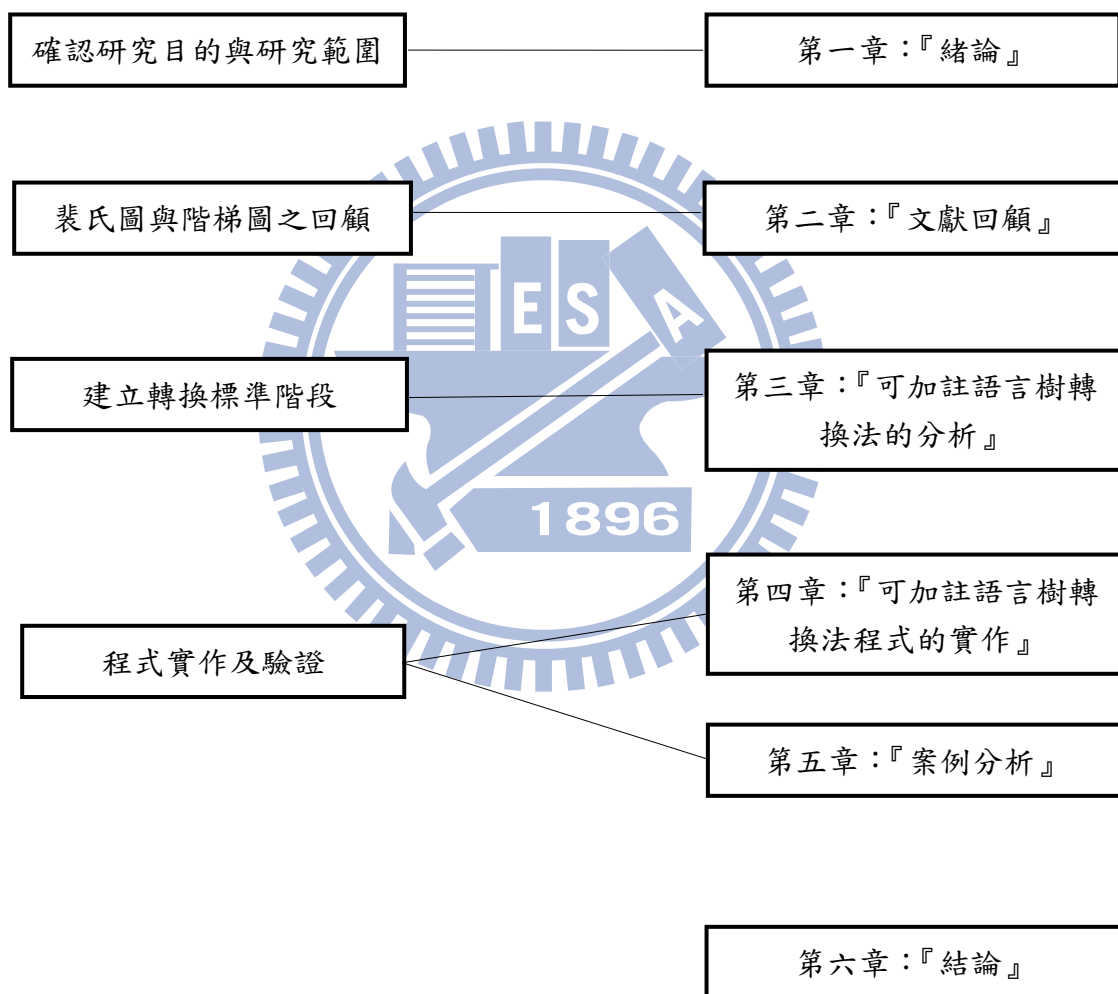 確認研究目的與研究範圍
第一章：『緒論』
裴氏圖與階梯圖之回顧
第二章：『文獻回顧』
E S A
建立轉換標準階段
第三章：『可加註語言樹轉
換法的分析』
1896
第四章：『可加註語言樹轉
換法程式的實作』
程式實作及驗證
第五章：『案例分析』
第六章：『結論』